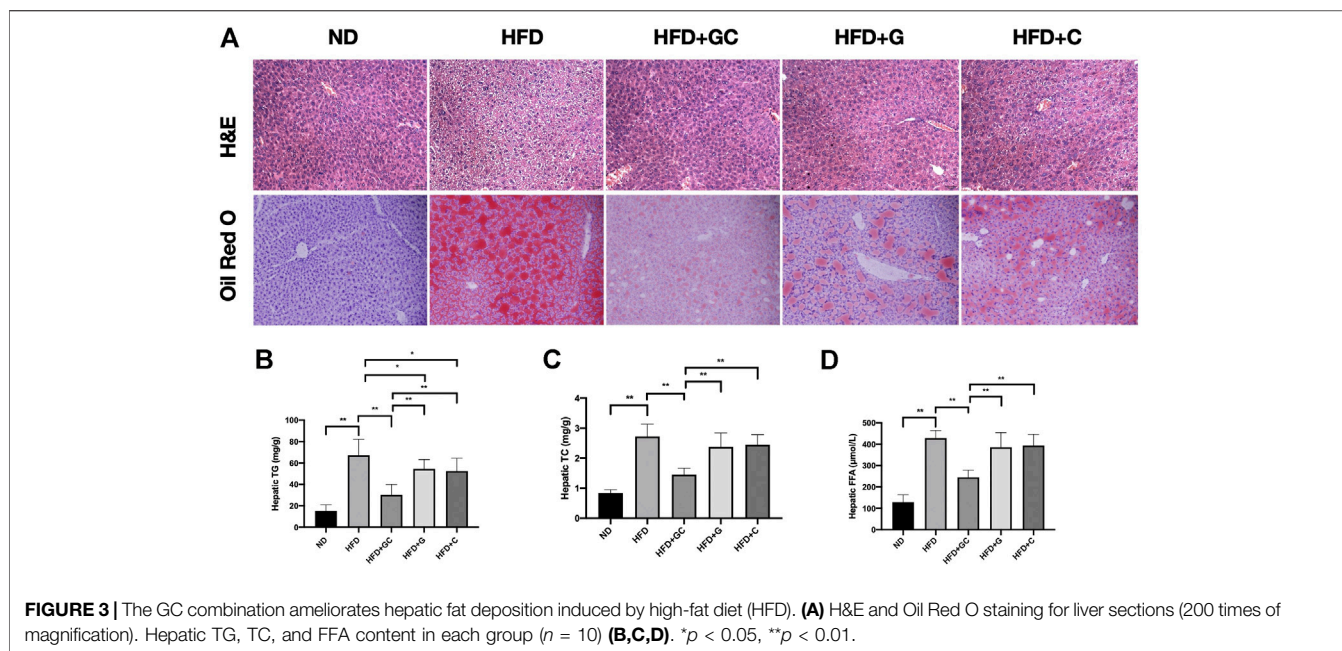 A
ND HFD HFD+GC HFD+G HFD+C
H&E
Oil Red O
B
** ** ** ** * *
Hepatic TG (mg/g)
100
80
60
40
20
0
ND HFD HFD+GC HFD+G HFD+C
C
** ** ** **
Hepatic TC (mg/g)
4
3
2
1
0
ND HFD HFD+GC HFD+G HFD+C
D
** ** ** **
Hepatic FFA (μmol/L)
500
400
300
200
100
0
ND HFD HFD+GC HFD+G HFD+C
FIGURE 3 | The GC combination ameliorates hepatic fat deposition induced by high-fat diet (HFD). (A) H&E and Oil Red O staining for liver sections (200 times of
magnification). Hepatic TG, TC, and FFA content in each group (n = 10) (B,C,D). *p < 0.05, **p < 0.01.